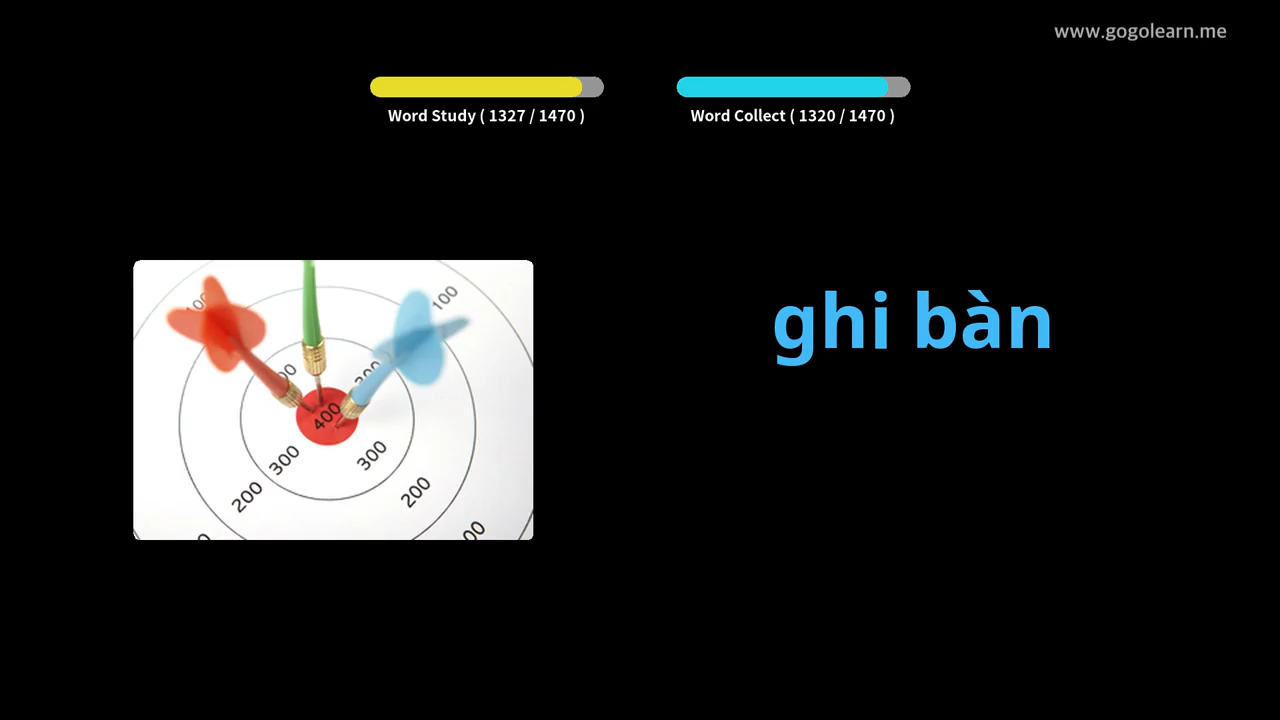 www.gogolearn.me
Word Study ( 1327 / 1470 )
Word Collect ( 1320 / 1470 )
ghi bàn
100
100
400
300
300
200
200